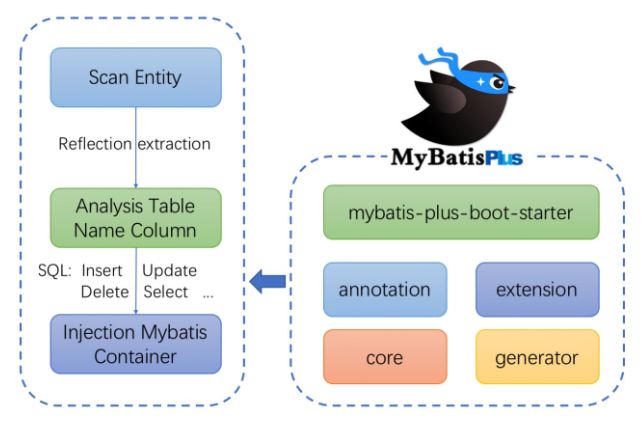 Scan Entity
Reflection extraction
Analysis Table
Name Column
SQL: Insert Update
Delete Select ...
Injection Mybatis
Container
MyBatisPlus
mybatis-plus-boot-starter
annotation
extension
core
generator